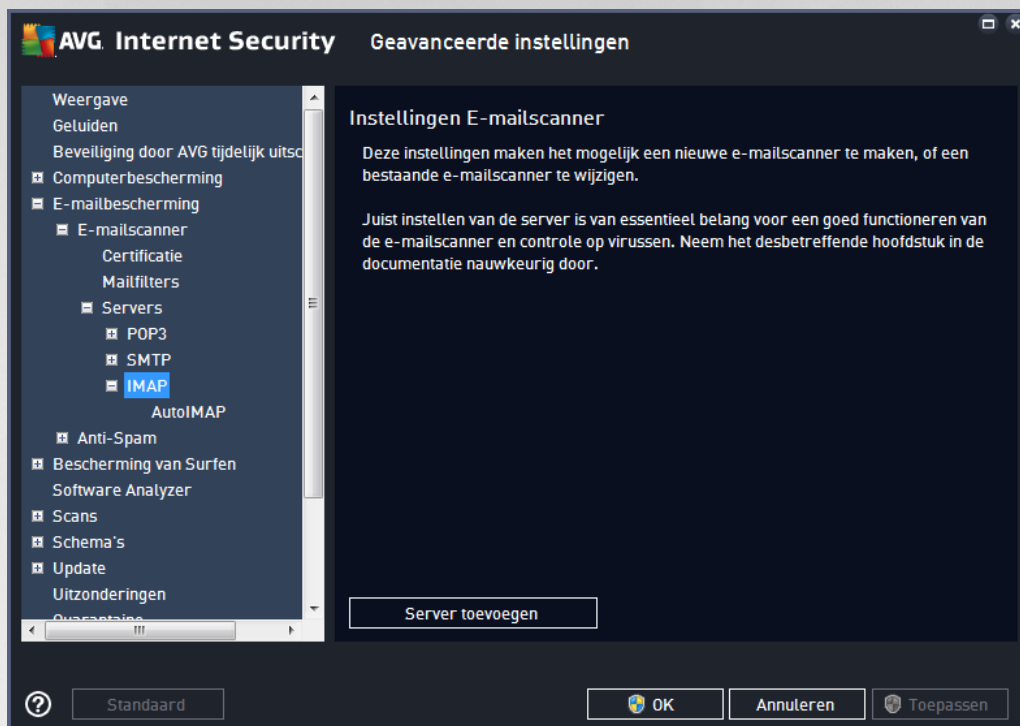 AVG. Internet Security Geavanceerde instellingen
Weergave
Geluiden
Beveiliging door AVG tijdelijk uitsc
Computerbescherming
E-mailbescherming
E-mailscanner
Certificatie
Mailfilters
Servers
POP3
SMTP
IMAP
AutoIMAP
Anti-Spam
Bescherming van Surfen
Software Analyzer
Scans
Schema's
Update
Uitzonderingen
Quarantaine
Instellingen E-mailscanner
Deze instellingen maken het mogelijk een nieuwe e-mailscanner te maken, of een
bestaande e-mailscanner te wijzigen.
Juist instellen van de server is van essentieel belang voor een goed functioneren van
de e-mailscanner en controle op virussen. Neem het desbetreffende hoofdstuk in de
documentatie nauwkeurig door.
Server toevoegen
Standaard
OK
Annuleren
Toepassen